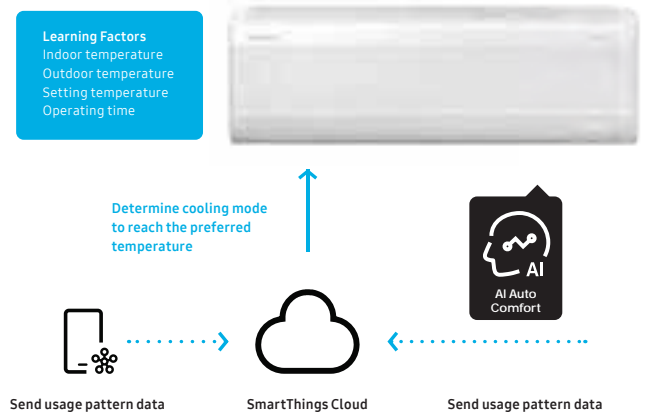 Learning Factors
Indoor temperature
Outdoor temperature
Setting temperature
Operating time
Determine cooling mode
to reach the preferred
temperature
AI
AI Auto
Comfort
Send usage pattern data
SmartThings Cloud
Send usage pattern data